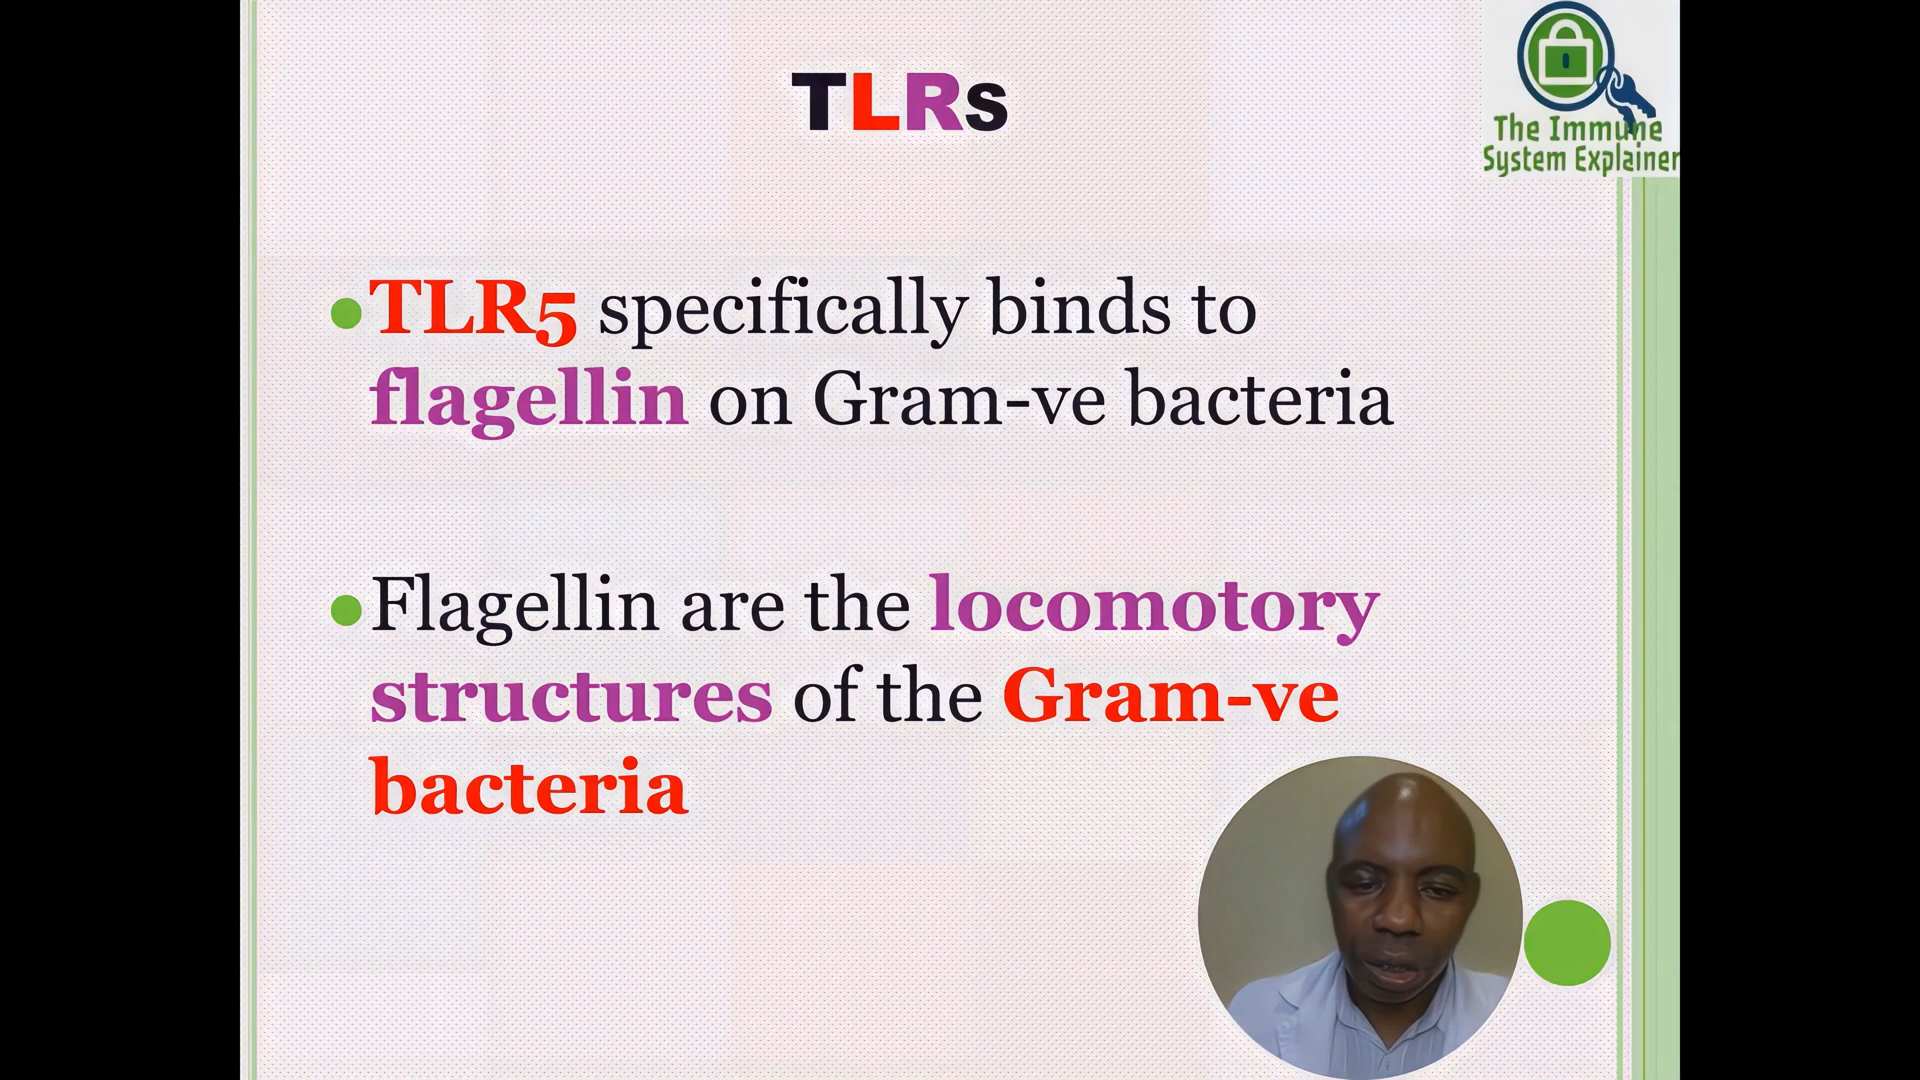 TLRs
The Immune
System Explainer
TLR5 specifically binds to
flagellin on Gram-ve bacteria
Flagellin are the locomotory
structures of the Gram-ve
bacteria